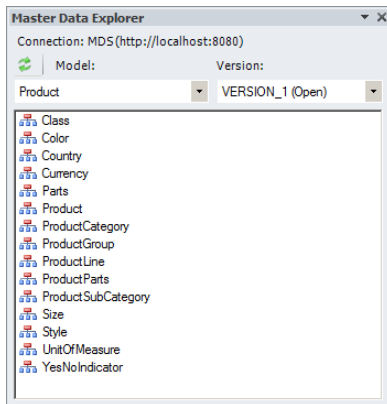 Master Data Explorer
Connection: MDS(http://localhost:8080)
Model: Version:
Product VERSION_1 (Open)
Class
Color
Country
Currency
Parts
Product
ProductCategory
ProductGroup
ProductLine
ProductParts
ProductSubCategory
Size
Style
UnitOfMeasure
YesNoIndicator